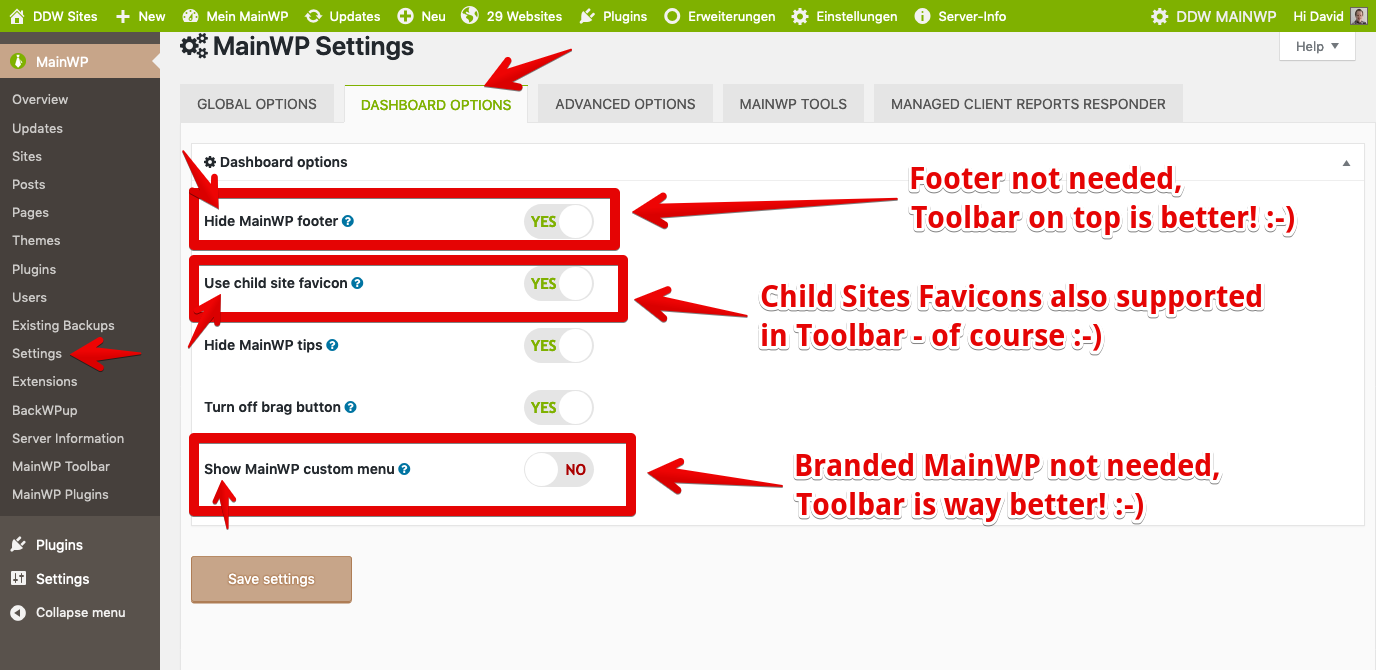 DDW Sites
New
Mein MainWP
Updates
Neu
29 Websites
Plugins
Erweiterungen
Einstellungen
Server-Info
DDW MAINWP
Hi David
MainWP
Overview
Updates
Sites
Posts
Pages
Themes
Plugins
Users
Existing Backups
Settings
Extensions
BackWPup
Server Information
MainWP Toolbar
MainWP Plugins
Plugins
Settings
Collapse menu
MainWP Settings
Help
GLOBAL OPTIONS
DASHBOARD OPTIONS
ADVANCED OPTIONS
MAINWP TOOLS
MANAGED CLIENT REPORTS RESPONDER
Dashboard options
Hide MainWP footer ?
YES
Footer not needed,
Toolbar on top is better! :-)
Use child site favicon ?
YES
Child Sites Favicons also supported
in Toolbar - of course :-)
Hide MainWP tips ?
YES
Turn off brag button ?
YES
Show MainWP custom menu ?
NO
Branded MainWP not needed,
Toolbar is way better! :-)
Save settings